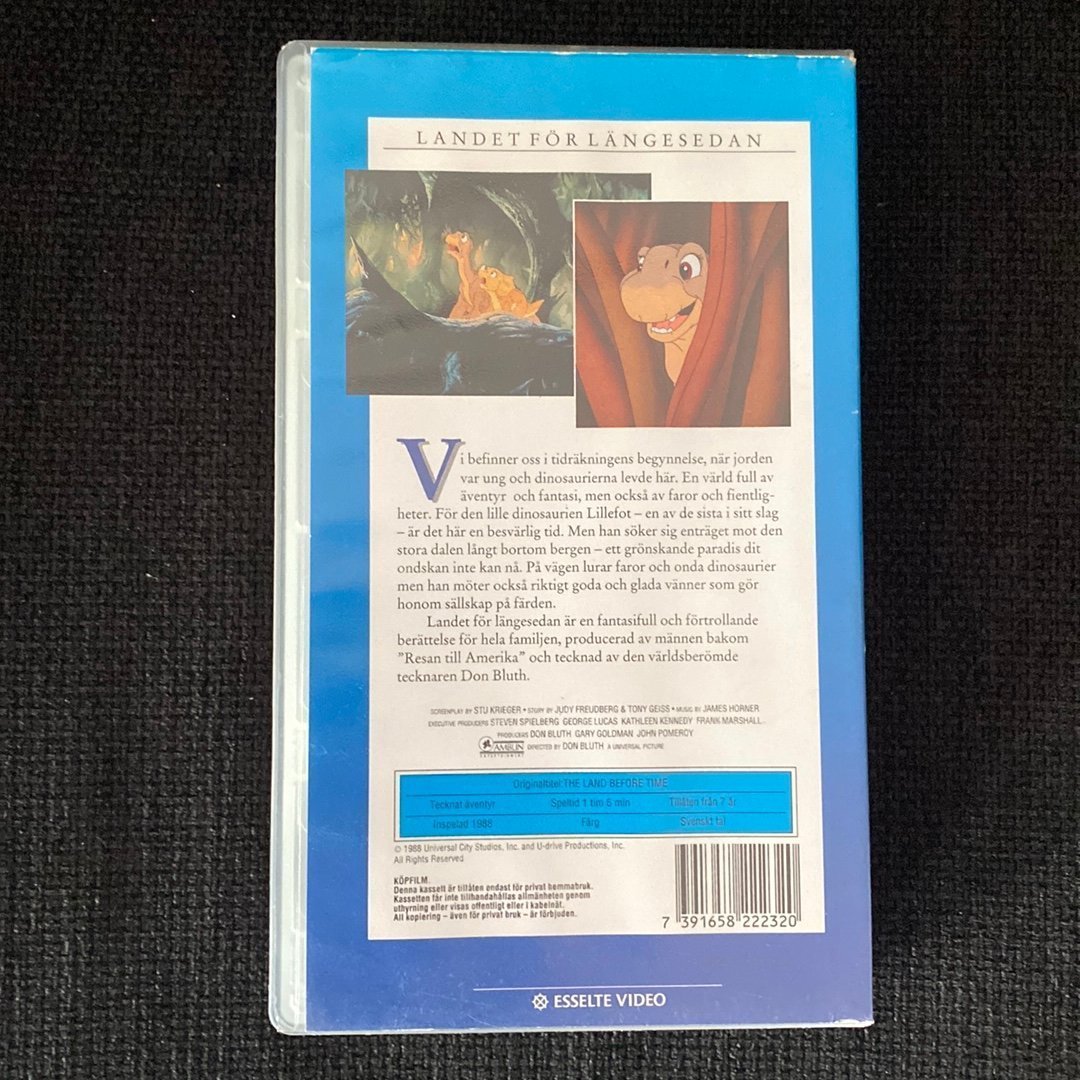 LANDET FÖR LÄNGESEDAN
Vi befinner oss i tidräkningens begynnelse, när jorden
var ung och dinosaurierna levde här. En värld full av
äventyr och fantasi, men också av faror och fientlig-
heter. För den lille dinosaurien Lillefot – en av de sista i sitt slag
– är det här en besvärlig tid. Men han söker sig enträget mot den
stora dalen långt bortom bergen – ett grönskande paradis dit
ondskan inte kan nå. På vägen lurar faror och onda dinosaurier
men han möter också riktigt goda och glada vänner som gör
honom sällskap på färden.
Landet för längesedan är en fantasifull och förtrollande
berättelse för hela familjen, producerad av männen bakom
”Resan till Amerika” och tecknad av den världsberömde
tecknaren Don Bluth.
SCREENPLAY BY STU KRIEGER • STORY BY JUDY FREUDBERG & TONY GEISS • MUSIC BY JAMES HORNER
EXECUTIVE PRODUCERS STEVEN SPIELBERG GEORGE LUCAS KATHLEEN KENNEDY FRANK MARSHALL
PRODUCERS DON BLUTH GARY GOLDMAN JOHN POMEROY
AMBLIN ENTERTAINMENT DIRECTED BY DON BLUTH A UNIVERSAL PICTURE
Originaltitel: THE LAND BEFORE TIME
Tecknat äventyr Speltid 1 tim 6 min Tillåten från 7 år
Inspelad 1988 Färg Svenskt tal
© 1988 Universal City Studios, Inc. and U-drive Productions, Inc.
All Rights Reserved
KÖPFILM.
Denna kassett är tillåten endast för privat hemmabruk.
Kassetten får inte tillhandahållas allmänheten genom
uthyrning eller visas offentligt eller i kabelnät.
All kopiering – även för privat bruk – är förbjuden.
7 391658 222320
ESSELTE VIDEO